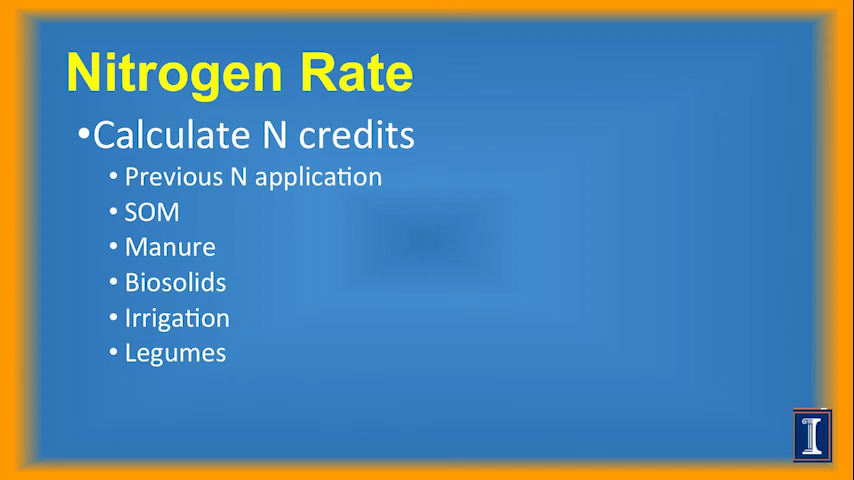 Nitrogen Rate
•Calculate N credits
• Previous N application
• SOM
• Manure
• Biosolids
• Irrigation
• Legumes
I